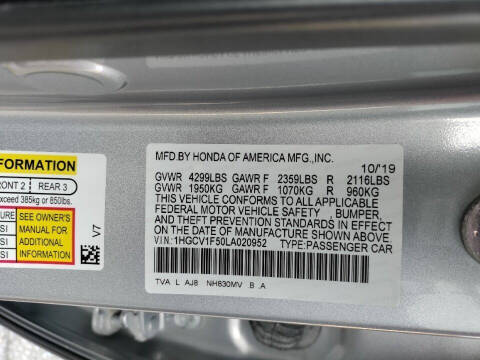 INFORMATION
FRONT 2 REAR 3
exceed 385kg or 850lbs.
SEE OWNER'S
MANUAL FOR
ADDITIONAL
INFORMATION
V7
MFD.BY HONDA OF AMERICA MFG.,INC. 10/'19
GVWR 4299LBS GAWR F 2359LBS R 2116LBS
GVWR 1950KG GAWR F 1070KG R 960KG
THIS VEHICLE CONFORMS TO ALL APPLICABLE
FEDERAL MOTOR VEHICLE SAFETY , BUMPER,
AND THEFT PREVENTION STANDARDS IN EFFECT
ON THE DATE OF MANUFACTURE SHOWN ABOVE.
V I N : 1HGCV1F50LA020952 TYPE:PASSENGER CAR
TVA L AJ8 NH830MV B .A